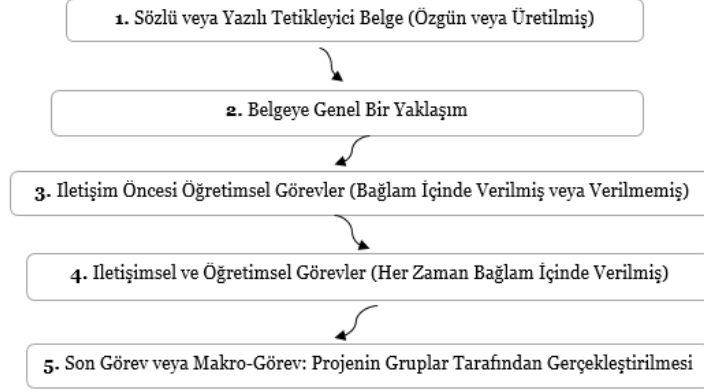 1. Sözlü veya Yazılı Tetikleyici Belge (Özgün veya Üretilmiş)
2. Belgeye Genel Bir Yaklaşım
3. Iletişim Öncesi Öğretimsel Görevler (Bağlam İçinde Verilmiş veya Verilmemiş)
4. Iletişimsel ve Öğretimsel Görevler (Her Zaman Bağlam İçinde Verilmiş)
5. Son Görev veya Makro-Görev: Projenin Gruplar Tarafından Gerçekleştirilmesi